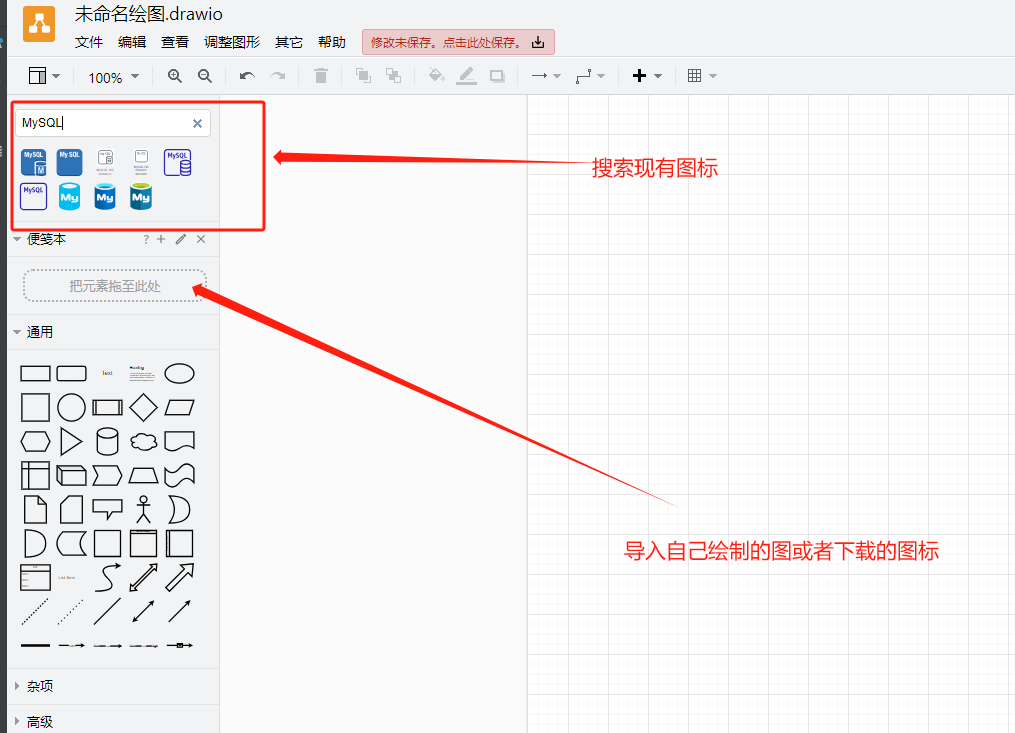 未命名绘图.drawio
文件 编辑 查看 调整图形 其它 帮助 修改未保存。点击此处保存。
100%
MySQL
MySQL My SQL MySQL
MySQL My My My
搜索现有图标
便笺本 ?
把元素拖至此处
通用
Text Heading
List Item
导入自己绘制的图或者下载的图标
杂项
高级